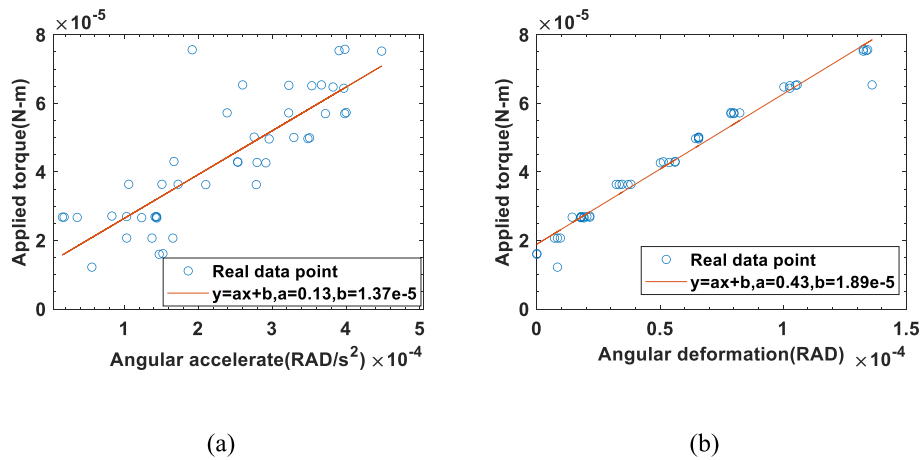 ×10⁻⁵
8
6
4
2
0
Applied torque(N-m)
Real data point
y=ax+b,a=0.13,b=1.37e-5
1 2 3 4 5
Angular accelerate(RAD/s²) ×10⁻⁴
(a)
×10⁻⁵
8
6
4
2
0
Applied torque(N-m)
Real data point
y=ax+b,a=0.43,b=1.89e-5
0 0.5 1 1.5
Angular deformation(RAD) ×10⁻⁴
(b)